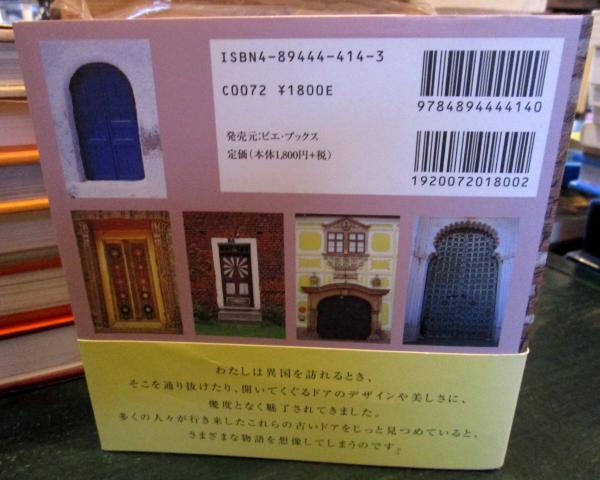 ISBN4-89444-414-3
C0072 ¥1800E
発売元:ピエ・ブックス
定価(本体1,800円+税)
9784894444140
1920072018002
わたしは異国を訪れるとき、
そこを通り抜けたり、開いてくぐるドアのデザインや美しさに、
幾度となく魅了されてきました。
多くの人々が行き来したこれらの古いドアをじっと見つめていると、
さまざまな物語を想像してしまうのです。